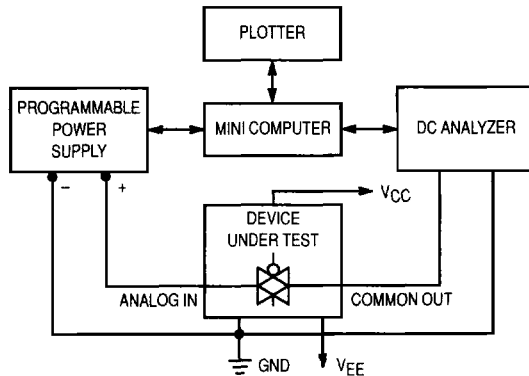 PLOTTER
PROGRAMMABLE
POWER
SUPPLY
MINI COMPUTER
DC ANALYZER
– +
VCC
DEVICE
UNDER TEST
ANALOG IN
COMMON OUT
GND
VEE